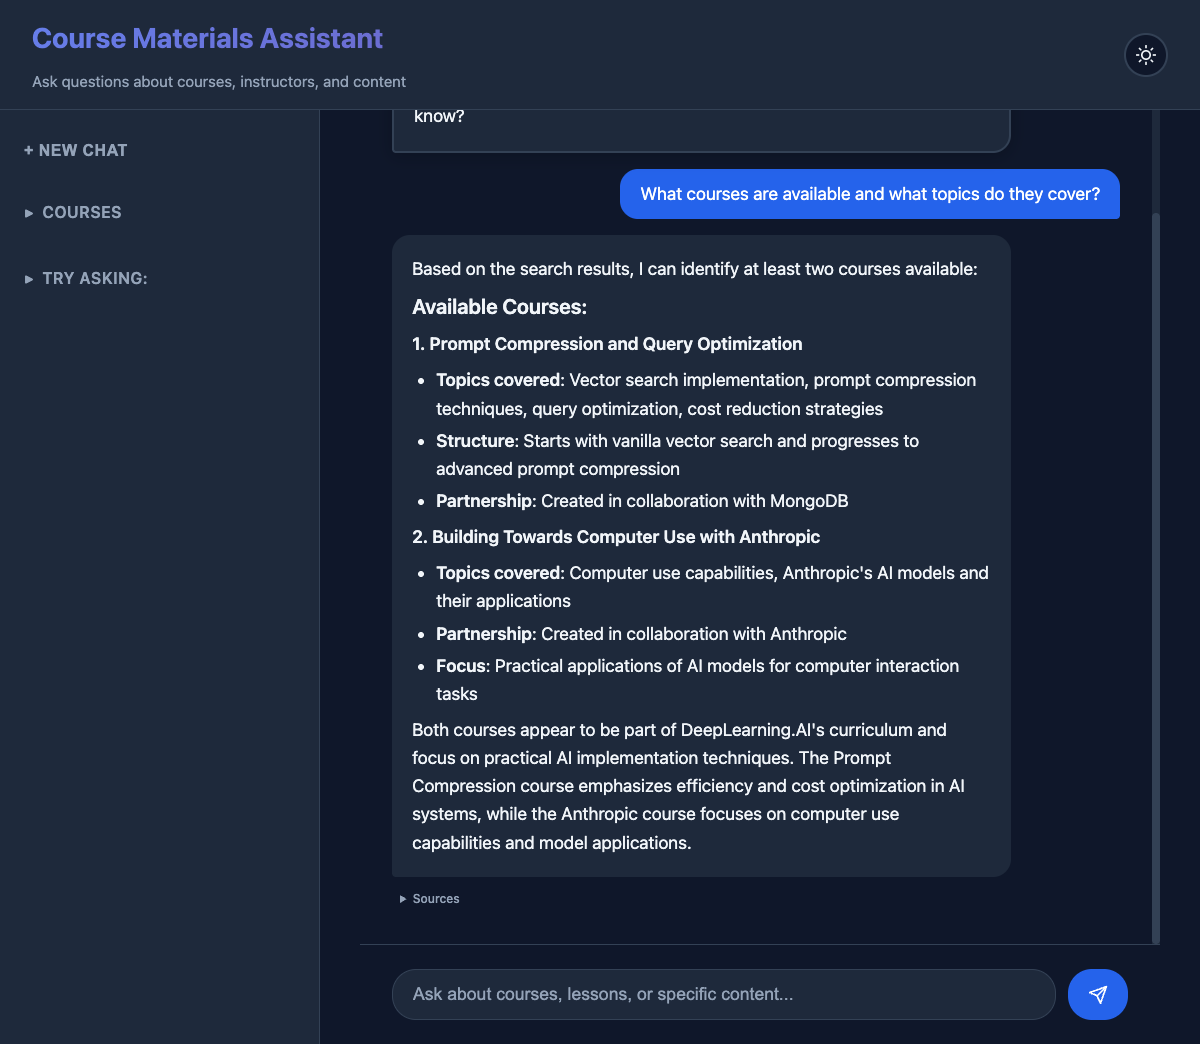 Course Materials Assistant
Ask questions about courses, instructors, and content
+ NEW CHAT
▶ COURSES
▶ TRY ASKING:
know?
What courses are available and what topics do they cover?
Based on the search results, I can identify at least two courses available:
Available Courses:
1. Prompt Compression and Query Optimization
• Topics covered: Vector search implementation, prompt compression
techniques, query optimization, cost reduction strategies
• Structure: Starts with vanilla vector search and progresses to
advanced prompt compression
• Partnership: Created in collaboration with MongoDB
2. Building Towards Computer Use with Anthropic
• Topics covered: Computer use capabilities, Anthropic's AI models and
their applications
• Partnership: Created in collaboration with Anthropic
• Focus: Practical applications of AI models for computer interaction
tasks
Both courses appear to be part of DeepLearning.AI's curriculum and
focus on practical AI implementation techniques. The Prompt
Compression course emphasizes efficiency and cost optimization in AI
systems, while the Anthropic course focuses on computer use
capabilities and model applications.
▶ Sources
Ask about courses, lessons, or specific content...